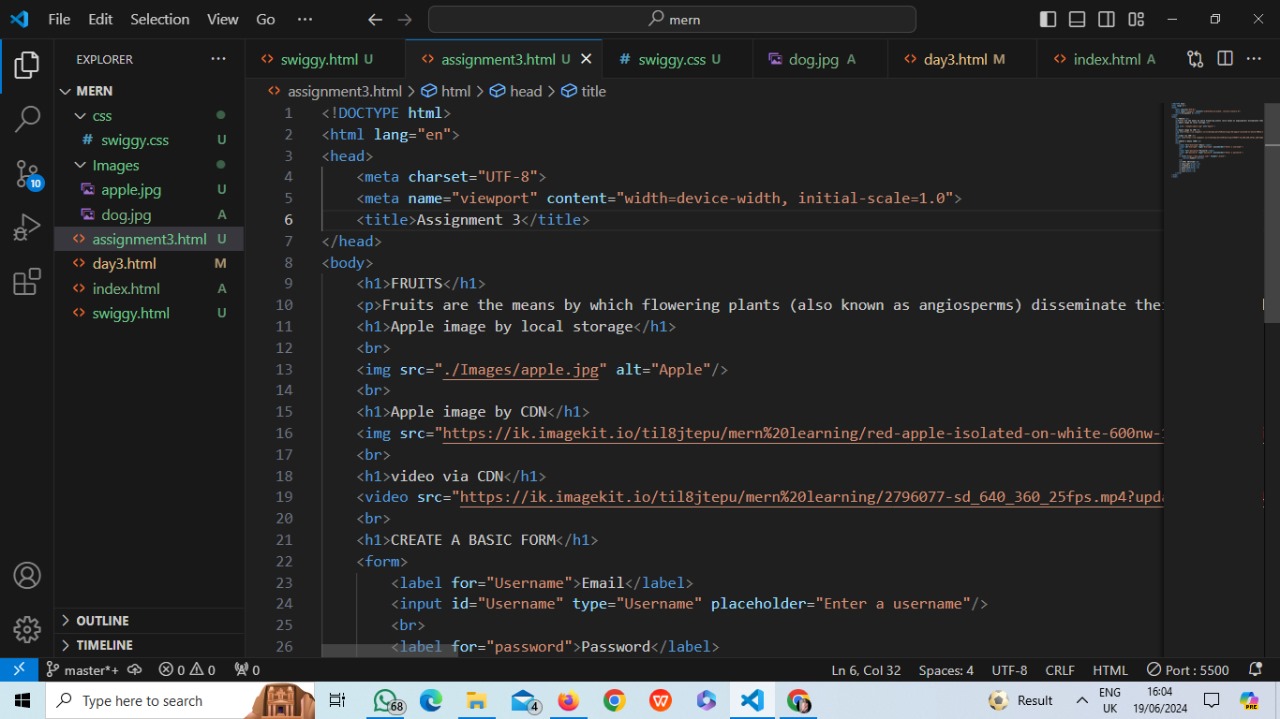 File Edit Selection View Go ··· mern
EXPLORER ···
MERN
css
# swiggy.css U
Images
apple.jpg U
dog.jpg A
<> assignment3.html U
<> day3.html M
<> index.html A
<> swiggy.html U
OUTLINE
TIMELINE
10
<> swiggy.html U <> assignment3.html U # swiggy.css U dog.jpg A <> day3.html M <> index.html A ···
<> assignment3.html > html > head > title
1 <!DOCTYPE html>
2 <html lang="en">
3 <head>
4 <meta charset="UTF-8">
5 <meta name="viewport" content="width=device-width, initial-scale=1.0">
6 <title>Assignment 3</title>
7 </head>
8 <body>
9 <h1>FRUITS</h1>
10 <p>Fruits are the means by which flowering plants (also known as angiosperms) disseminate thei
11 <h1>Apple image by local storage</h1>
12 <br>
13 <img src="./Images/apple.jpg" alt="Apple"/>
14 <br>
15 <h1>Apple image by CDN</h1>
16 <img src="https://ik.imagekit.io/til8jtepu/mern%20learning/red-apple-isolated-on-white-600nw-
17 <br>
18 <h1>video via CDN</h1>
19 <video src="https://ik.imagekit.io/til8jtepu/mern%20learning/2796077-sd_640_360_25fps.mp4?upda
20 <br>
21 <h1>CREATE A BASIC FORM</h1>
22 <form>
23 <label for="Username">Email</label>
24 <input id="Username" type="Username" placeholder="Enter a username"/>
25 <br>
26 <label for="password">Password</label>
master*+ 0 0 0 Ln 6, Col 32 Spaces: 4 UTF-8 CRLF HTML Port : 5500
Type here to search 68 4 Result ENG 16:04
UK 19/06/2024 PRE